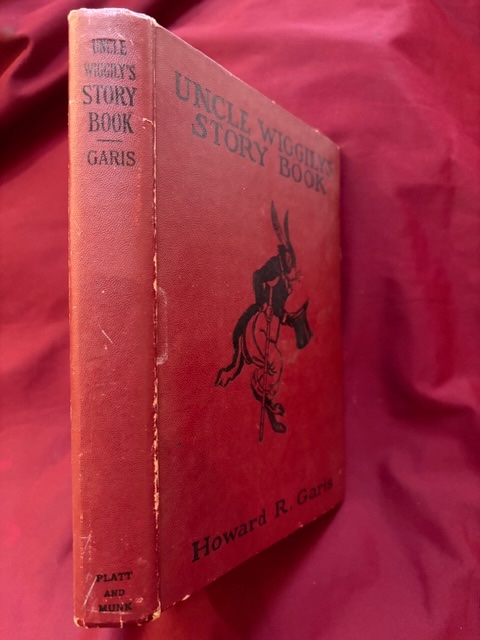 UNCLE
WIGGILY'S
STORY
BOOK
GARIS
PLATT
AND
MUNK
UNCLE WIGGILY'S
STORY BOOK
Howard R. Garis